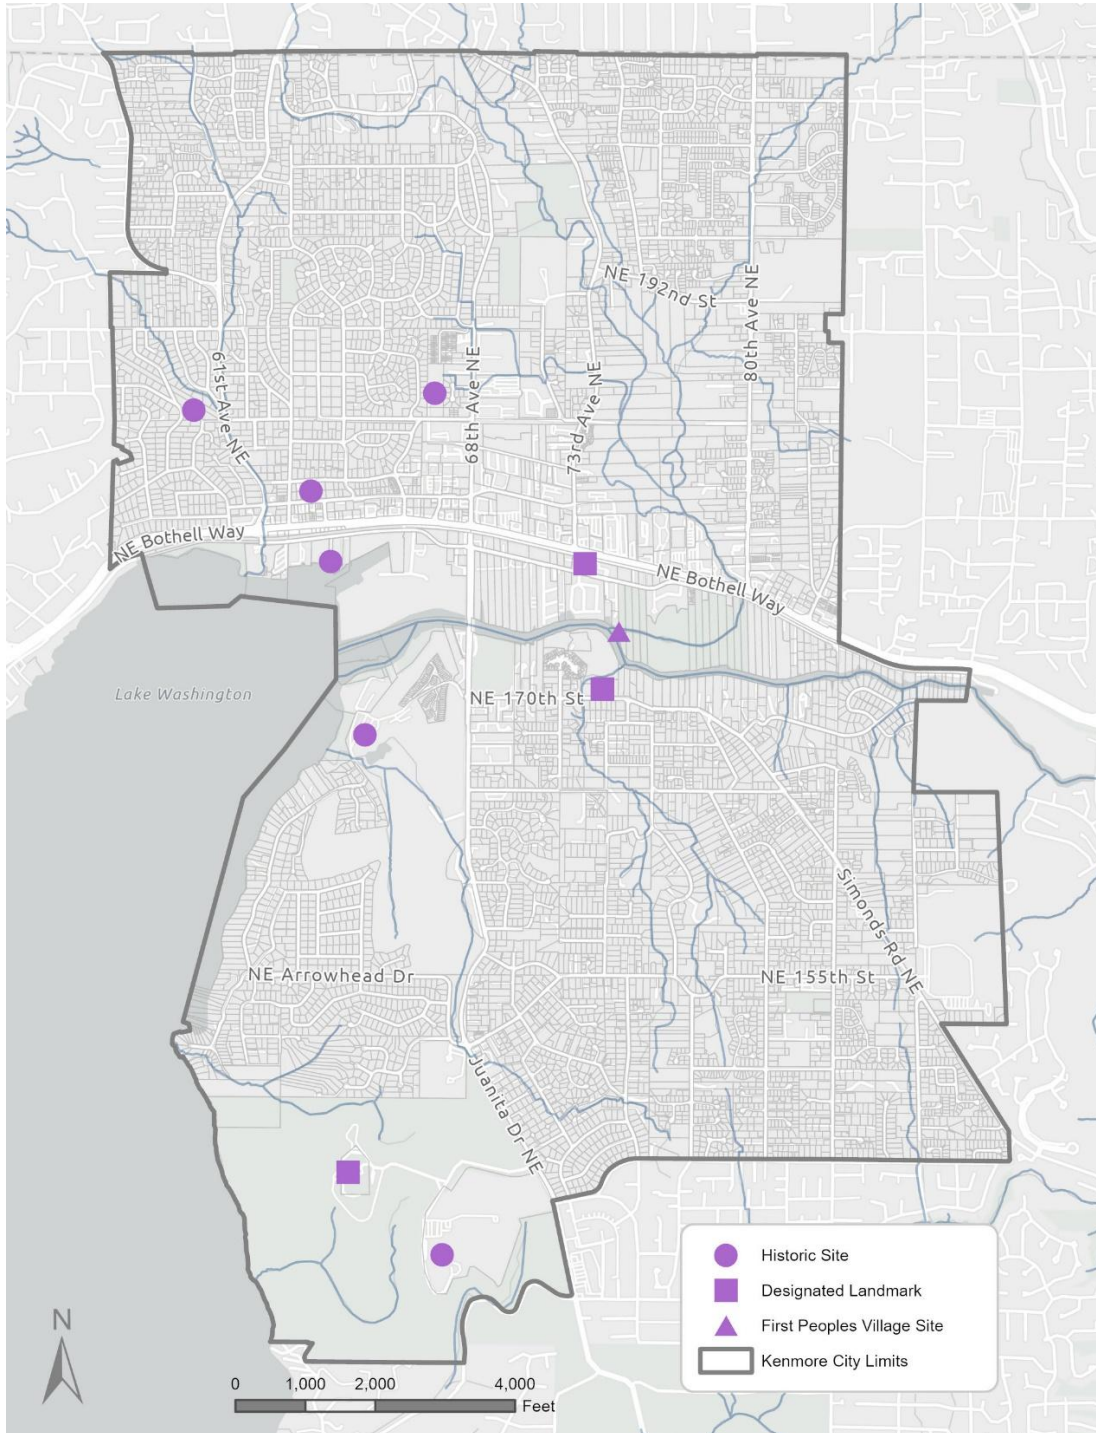 NE 192nd St
80th Ave NE
61st Ave NE
68th Ave NE
73rd Ave NE
NE Bothell Way
NE Bothell Way
Lake Washington
NE 170th St
Simonds Rd NE
NE Arrowhead Dr
NE 155th St
Juanita Dr NE
Historic Site
Designated Landmark
First Peoples Village Site
Kenmore City Limits
N
0 1,000 2,000 4,000
Feet